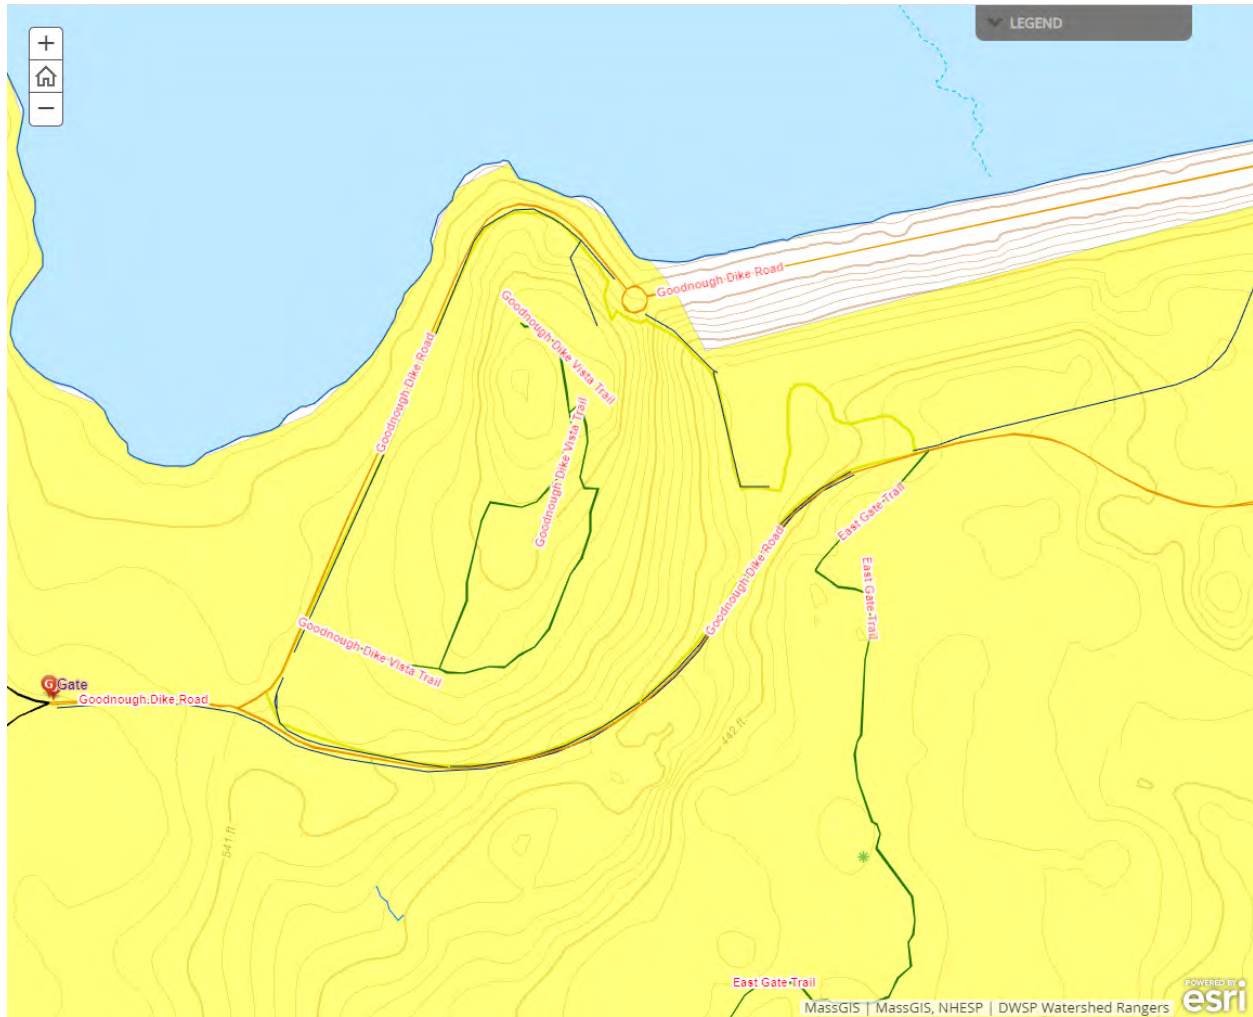 +
LEGEND
−
Goodnough Dike Road
Goodnough Dike Vista Trail
Goodnough Dike Road
Goodnough Dike Vista Trail
East Gate Trail
East Gate Trail
Goodnough Dike Road
Goodnough Dike Vista Trail
G
Gate
Goodnough Dike Road
442 ft
541 ft
East Gate Trail
POWERED BY
esri
MassGIS | MassGIS, NHESP | DWSP Watershed Rangers